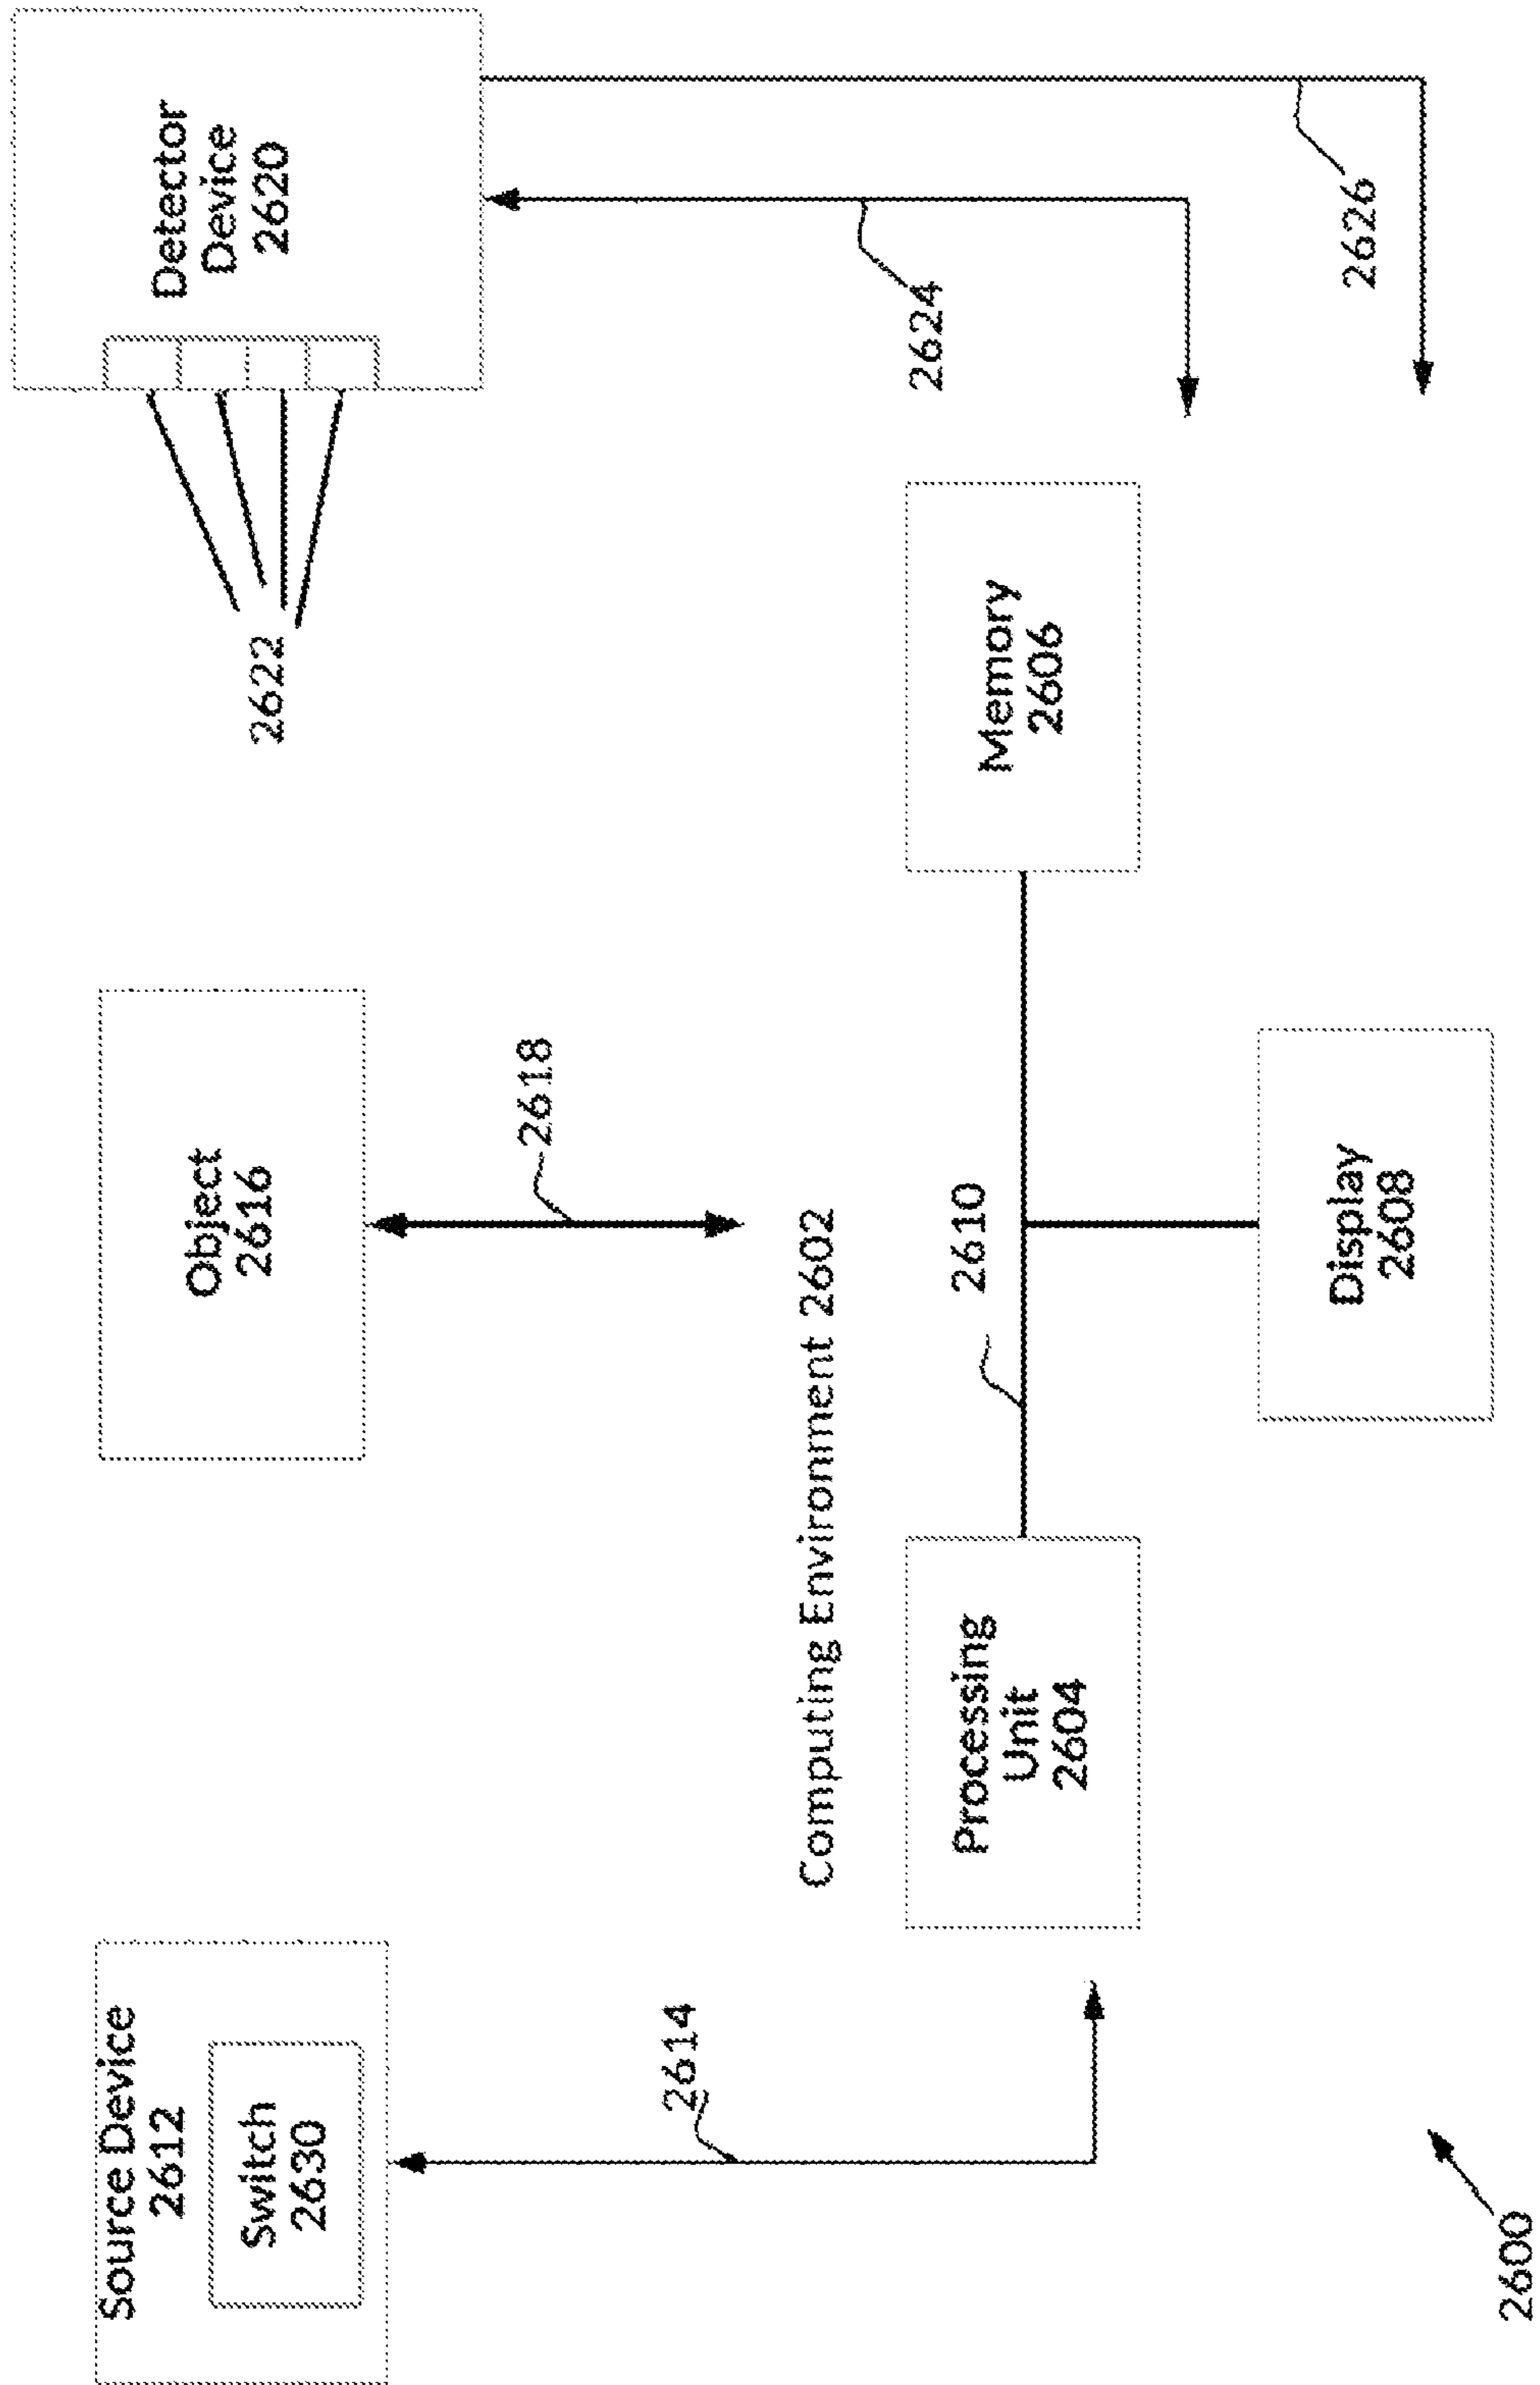 Source Device
2612
Switch
2630
Object
2616
Detector
Device
2620
2622
2614
2618
2624
2626
Computing Environment 2602
Processing
Unit
2604
2610
Memory
2606
Display
2608
2600